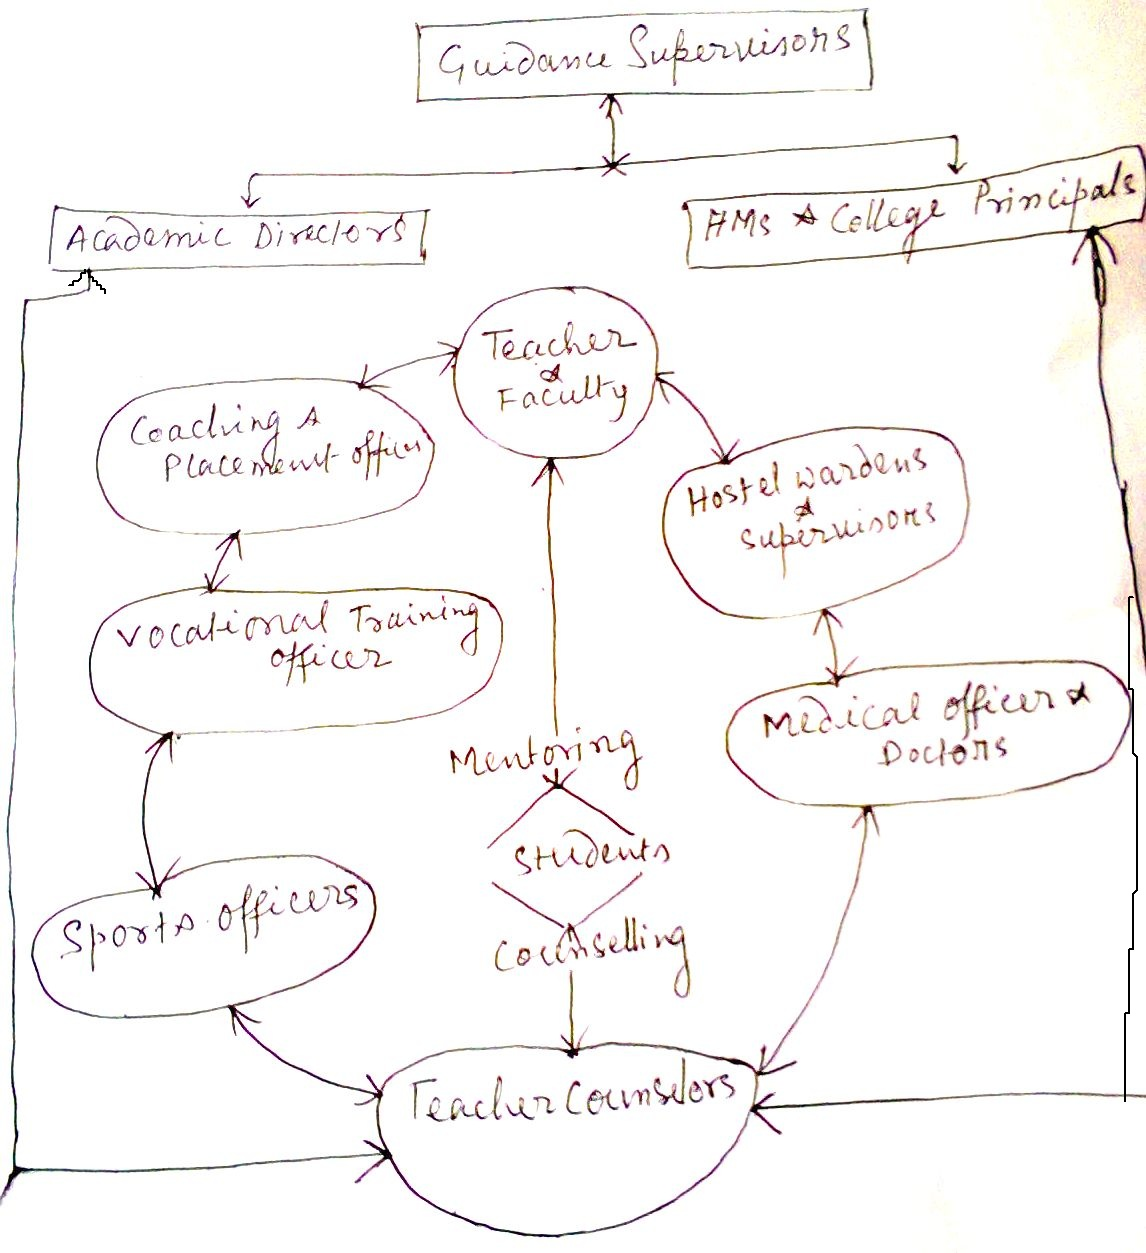 Guidance Supervisors
Academic Directors
HMs & College Principals
Teacher
&
Faculty
Coaching &
Placement officer
Hostel wardens
&
Supervisors
Vocational Training
officer
Medical officer &
Doctors
Mentoring
Students
Counselling
Sports officers
Teacher Counselors